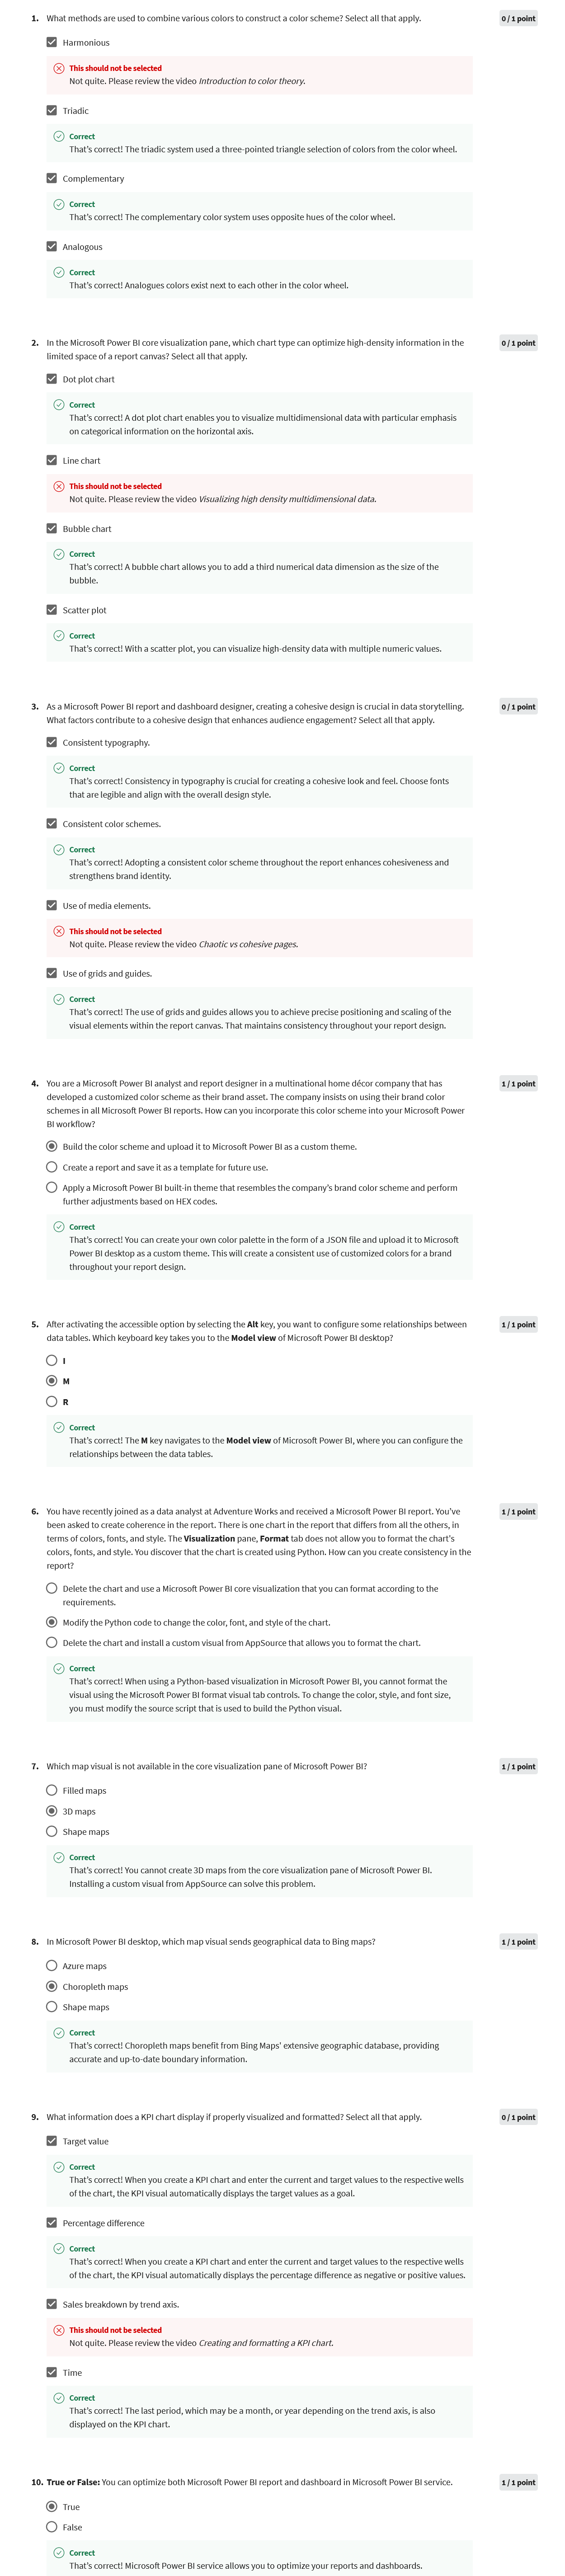 1. What methods are used to combine various colors to construct a color scheme? Select all that apply.
0 / 1 point
Harmonious
This should not be selected
Not quite. Please review the video Introduction to color theory.
Triadic
Correct
That's correct! The triadic system used a three-pointed triangle selection of colors from the color wheel.
Complementary
Correct
That's correct! The complementary color system uses opposite hues of the color wheel.
Analogous
Correct
That's correct! Analogues colors exist next to each other in the color wheel.
2. In the Microsoft Power BI core visualization pane, which chart type can optimize high-density information in the
limited space of a report canvas? Select all that apply.
0 / 1 point
Dot plot chart
Correct
That's correct! A dot plot chart enables you to visualize multidimensional data with particular emphasis
on categorical information on the horizontal axis.
Line chart
This should not be selected
Not quite. Please review the video Visualizing high density multidimensional data.
Bubble chart
Correct
That's correct! A bubble chart allows you to add a third numerical data dimension as the size of the
bubble.
Scatter plot
Correct
That's correct! With a scatter plot, you can visualize high-density data with multiple numeric values.
3. As a Microsoft Power BI report and dashboard designer, creating a cohesive design is crucial in data storytelling.
What factors contribute to a cohesive design that enhances audience engagement? Select all that apply.
0 / 1 point
Consistent typography.
Correct
That's correct! Consistency in typography is crucial for creating a cohesive look and feel. Choose fonts
that are legible and align with the overall design style.
Consistent color schemes.
Correct
That's correct! Adopting a consistent color scheme throughout the report enhances cohesiveness and
strengthens brand identity.
Use of media elements.
This should not be selected
Not quite. Please review the video Chaotic vs cohesive pages.
Use of grids and guides.
Correct
That's correct! The use of grids and guides allows you to achieve precise positioning and scaling of the
visual elements within the report canvas. That maintains consistency throughout your report design.
4. You are a Microsoft Power BI analyst and report designer in a multinational home décor company that has
developed a customized color scheme as their brand asset. The company insists on using their brand color
schemes in all Microsoft Power BI reports. How can you incorporate this color scheme into your Microsoft Power
BI workflow?
1 / 1 point
Build the color scheme and upload it to Microsoft Power BI as a custom theme.
Create a report and save it as a template for future use.
Apply a Microsoft Power BI built-in theme that resembles the company's brand color scheme and perform
further adjustments based on HEX codes.
Correct
That's correct! You can create your own color palette in the form of a JSON file and upload it to Microsoft
Power BI desktop as a custom theme. This will create a consistent use of customized colors for a brand
throughout your report design.
5. After activating the accessible option by selecting the Alt key, you want to configure some relationships between
data tables. Which keyboard key takes you to the Model view of Microsoft Power BI desktop?
1 / 1 point
I
M
R
Correct
That's correct! The M key navigates to the Model view of Microsoft Power BI, where you can configure the
relationships between the data tables.
6. You have recently joined as a data analyst at Adventure Works and received a Microsoft Power BI report. You've
been asked to create coherence in the report. There is one chart in the report that differs from all the others, in
terms of colors, fonts, and style. The Visualization pane, Format tab does not allow you to format the chart's
colors, fonts, and style. You discover that the chart is created using Python. How can you create consistency in the
report?
1 / 1 point
Delete the chart and use a Microsoft Power BI core visualization that you can format according to the
requirements.
Modify the Python code to change the color, font, and style of the chart.
Delete the chart and install a custom visual from AppSource that allows you to format the chart.
Correct
That's correct! When using a Python-based visualization in Microsoft Power BI, you cannot format the
visual using the Microsoft Power BI format visual tab controls. To change the color, style, and font size,
you must modify the source script that is used to build the Python visual.
7. Which map visual is not available in the core visualization pane of Microsoft Power BI?
1 / 1 point
Filled maps
3D maps
Shape maps
Correct
That's correct! You cannot create 3D maps from the core visualization pane of Microsoft Power BI.
Installing a custom visual from AppSource can solve this problem.
8. In Microsoft Power BI desktop, which map visual sends geographical data to Bing maps?
1 / 1 point
Azure maps
Choropleth maps
Shape maps
Correct
That's correct! Choropleth maps benefit from Bing Maps' extensive geographic database, providing
accurate and up-to-date boundary information.
9. What information does a KPI chart display if properly visualized and formatted? Select all that apply.
0 / 1 point
Target value
Correct
That's correct! When you create a KPI chart and enter the current and target values to the respective wells
of the chart, the KPI visual automatically displays the target values as a goal.
Percentage difference
Correct
That's correct! When you create a KPI chart and enter the current and target values to the respective wells
of the chart, the KPI visual automatically displays the percentage difference as negative or positive values.
Sales breakdown by trend axis.
This should not be selected
Not quite. Please review the video Creating and formatting a KPI chart.
Time
Correct
That's correct! The last period, which may be a month, or year depending on the trend axis, is also
displayed on the KPI chart.
10. True or False: You can optimize both Microsoft Power BI report and dashboard in Microsoft Power BI service.
1 / 1 point
True
False
Correct
That's correct! Microsoft Power BI service allows you to optimize your reports and dashboards.